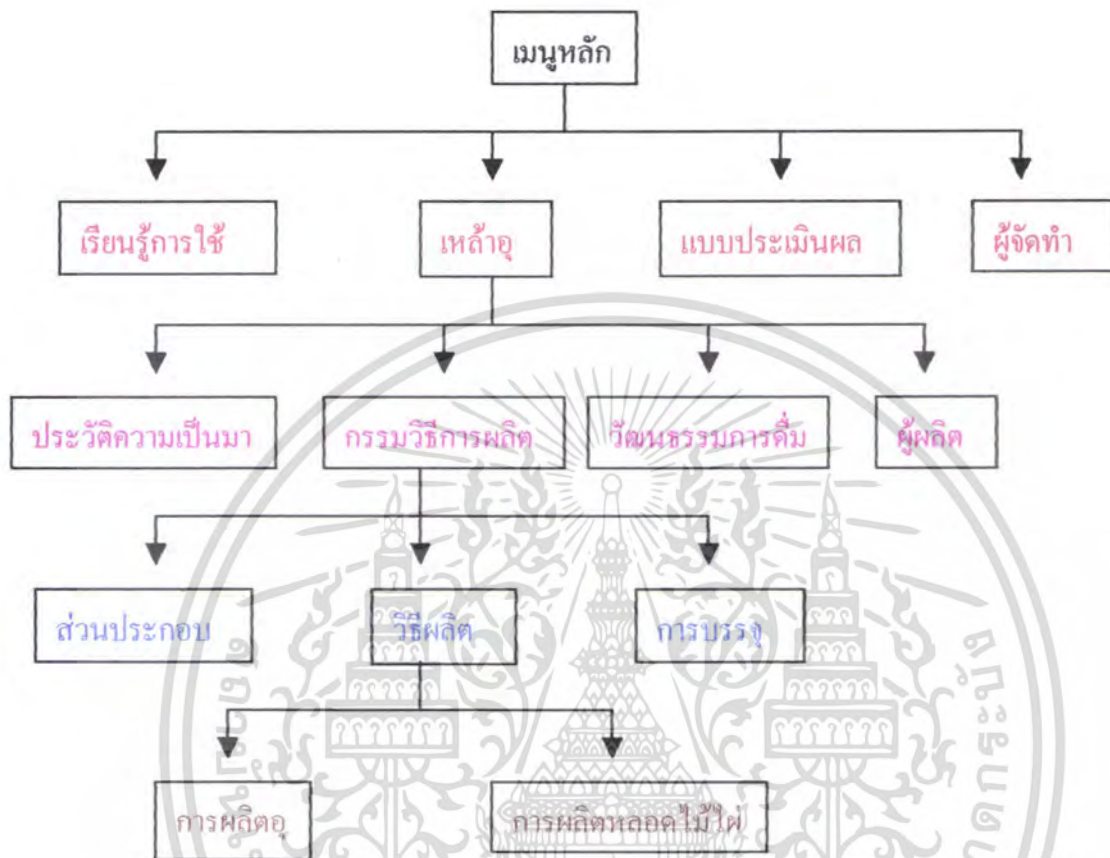 เมนูหลัก
เรียนรู้การใช้ เหล้าอุ แบบประเมินผล ผู้จัดทำ
ประวัติความเป็นมา กรรมวิธีการผลิต วัฒนธรรมการดื่ม ผู้ผลิต
ส่วนประกอบ วิธีผลิต การบรรจุ
การผลิตอุ การผลิตหลอดไม้ไผ่